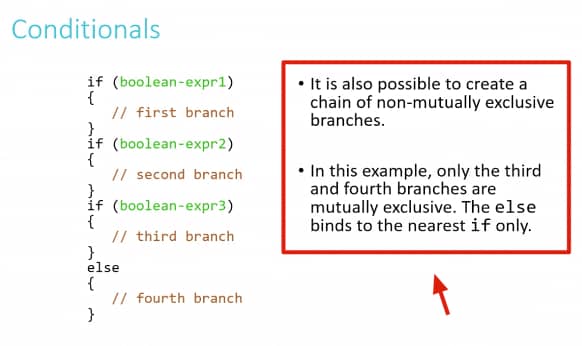 Conditionals
if (boolean-expr1)
{
// first branch
}
if (boolean-expr2)
{
// second branch
}
if (boolean-expr3)
{
// third branch
}
else
{
// fourth branch
}
• It is also possible to create a
chain of non-mutually exclusive
branches.
• In this example, only the third
and fourth branches are
mutually exclusive. The else
binds to the nearest if only.